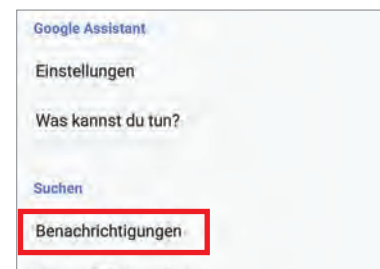 Google Assistant
Einstellungen
Was kannst du tun?
Suchen
Benachrichtigungen